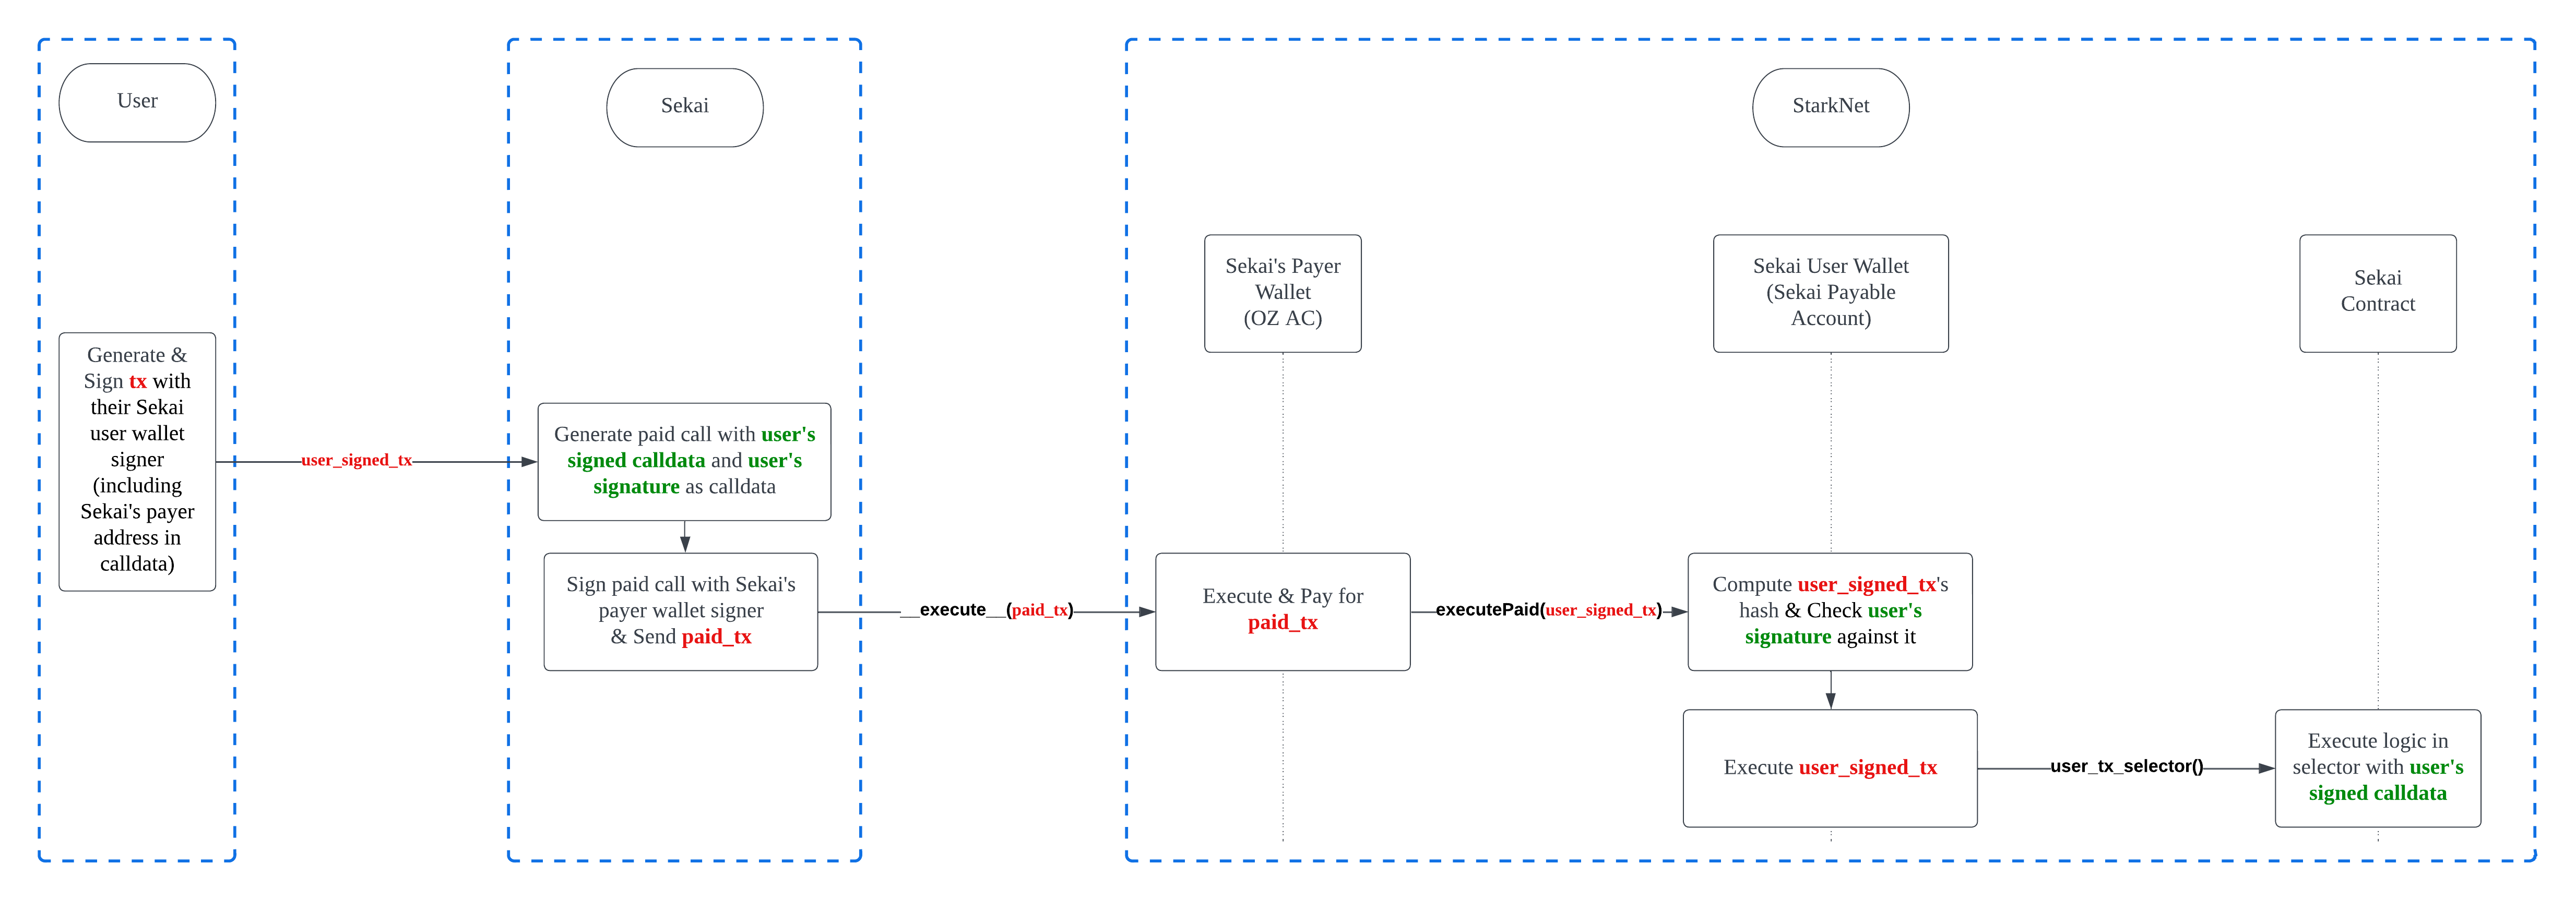 User
Sekai
StarkNet
Sekai's Payer
Wallet
(OZ AC)
Sekai User Wallet
(Sekai Payable
Account)
Sekai
Contract
Generate &
Sign tx with
their Sekai
user wallet
signer
(including
Sekai's payer
address in
calldata)
user_signed_tx
Generate paid call with user's
signed calldata and user's
signature as calldata
Sign paid call with Sekai's
payer wallet signer
& Send paid_tx
__execute__(paid_tx)
Execute & Pay for
paid_tx
executePaid(user_signed_tx)
Compute user_signed_tx's
hash & Check user's
signature against it
Execute user_signed_tx
user_tx_selector()
Execute logic in
selector with user's
signed calldata